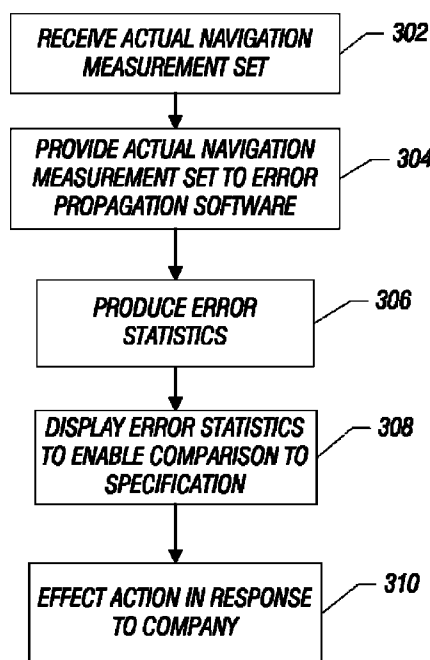 RECEIVE ACTUAL NAVIGATION
MEASUREMENT SET
302
PROVIDE ACTUAL NAVIGATION
MEASUREMENT SET TO ERROR
PROPAGATION SOFTWARE
304
PRODUCE ERROR
STATISTICS
306
DISPLAY ERROR STATISTICS
TO ENABLE COMPARISON TO
SPECIFICATION
308
EFFECT ACTION IN RESPONSE
TO COMPANY
310